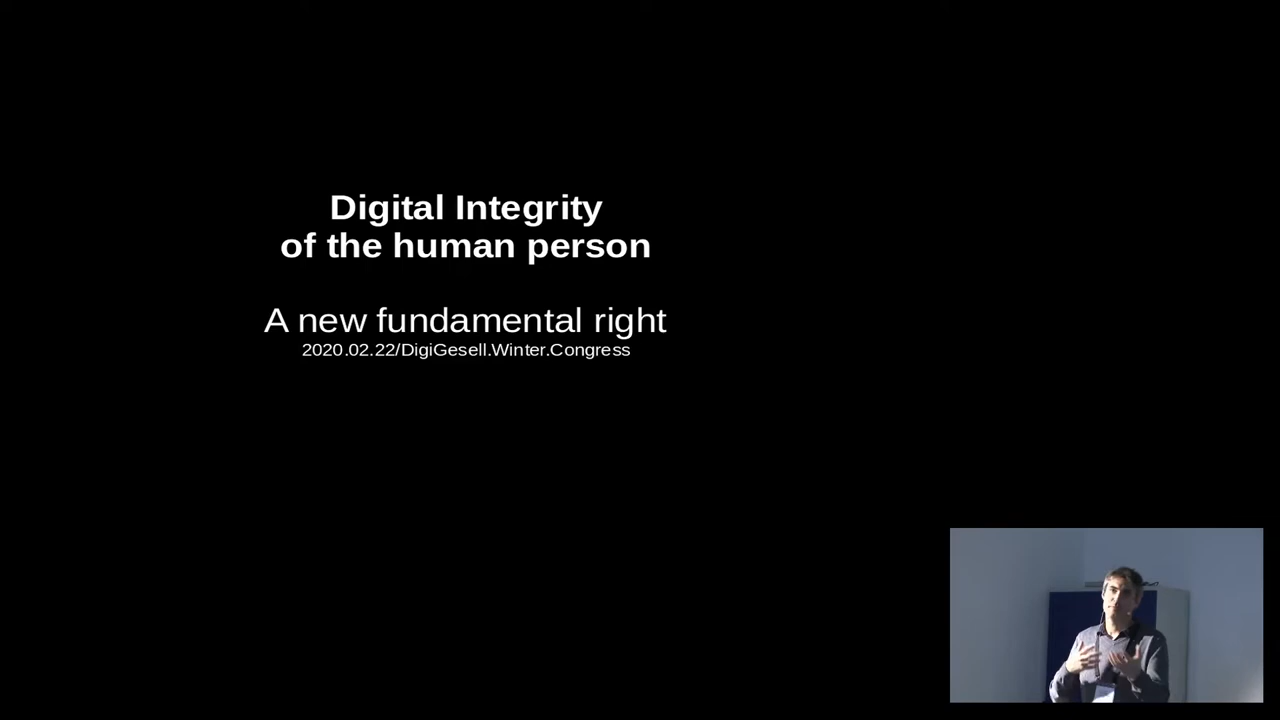 Digital Integrity
of the human person
A new fundamental right
2020.02.22/DigiGesell.Winter.Congress